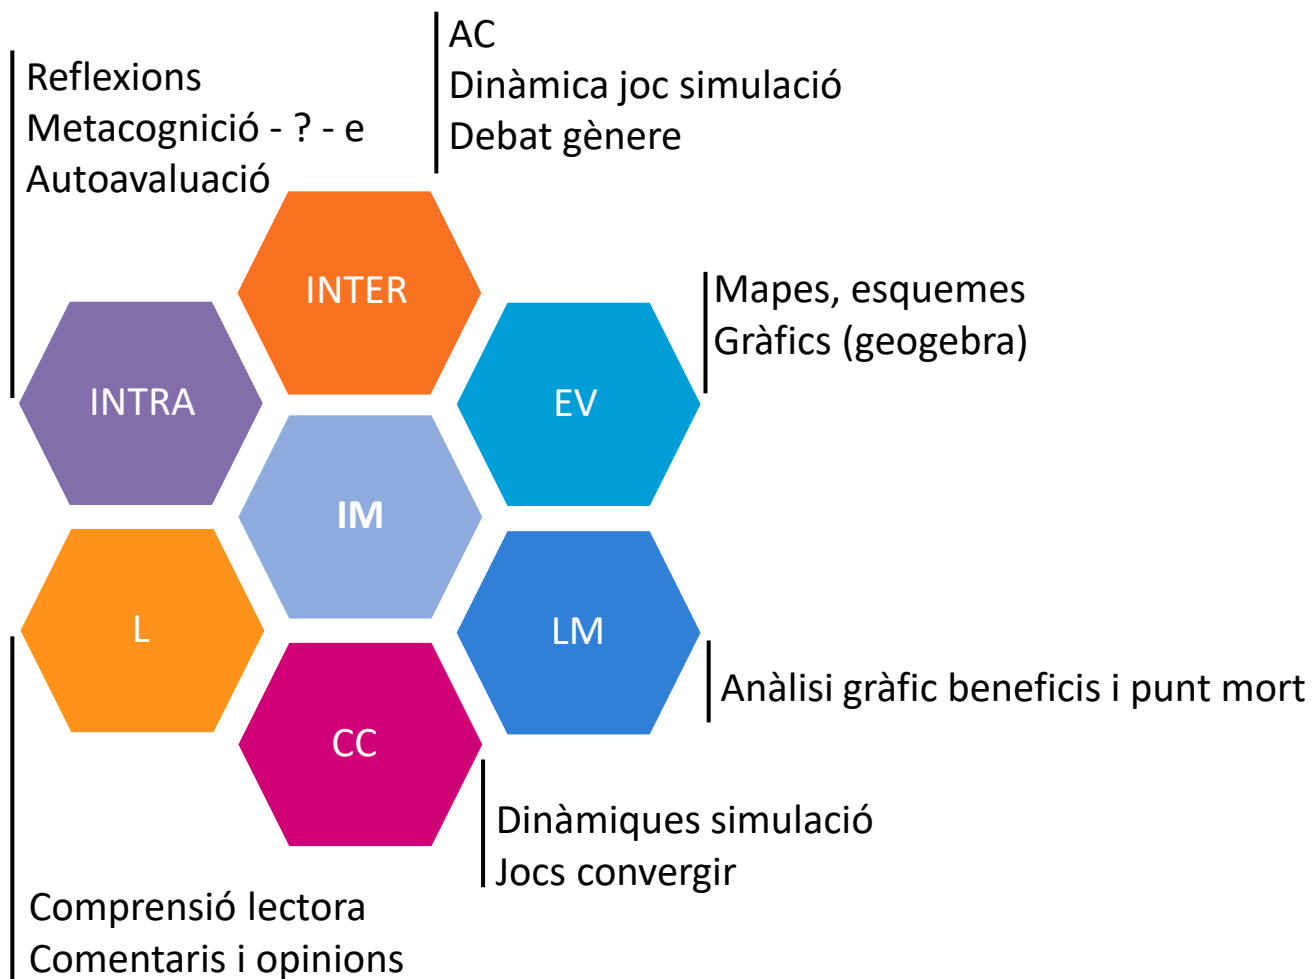 AC
Dinàmica joc simulació
Debat gènere
Reflexions
Metacognició - ? - e
Autoavaluació
INTER
Mapes, esquemes
Gràfics (geogebra)
INTRA
EV
IM
L
LM
Anàlisi gràfic beneficis i punt mort
CC
Dinàmiques simulació
Jocs convergir
Comprensió lectora
Comentaris i opinions